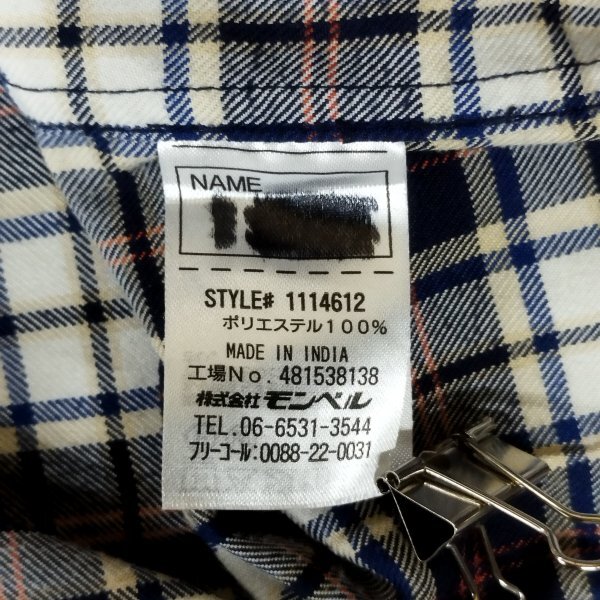 NAME
STYLE# 1114612
ポリエステル100%
MADE IN INDIA
工場No. 481538138
株式会社モンベル
TEL.06-6531-3544
フリーコール:0088-22-0031